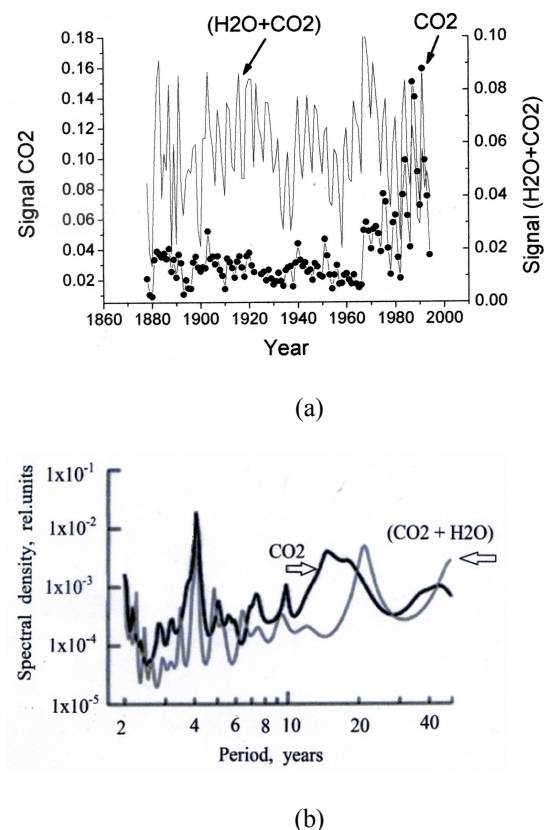 (H2O+CO2)
CO2
0.18
0.16
0.14
0.12
0.10
0.08
0.06
0.04
0.02
Signal CO2
0.10
0.08
0.06
0.04
0.02
0.00
Signal (H2O+CO2)
1860 1880 1900 1920 1940 1960 1980 2000
Year
(a)
1x10-1
1x10-2
1x10-3
1x10-4
1x10-5
Spectral density, rel.units
CO2
(CO2 + H2O)
2 4 6 8 10 20 40
Period, years
(b)